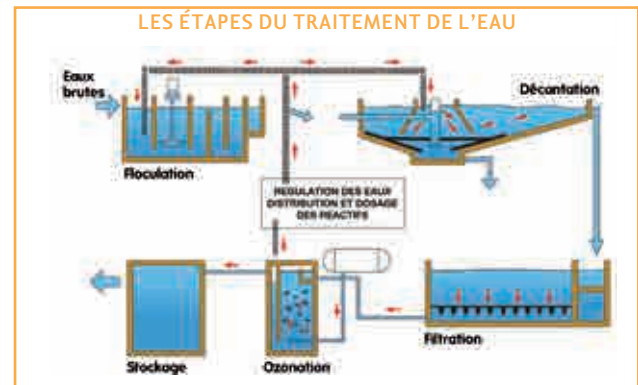 LES ÉTAPES DU TRAITEMENT DE L'EAU
Eaux
brutes
Décantation
Floculation
REGULATION DES EAUX
DISTRIBUTION ET DOSAGE
DES REACTIFS
Filtration
Stockage
Ozonation